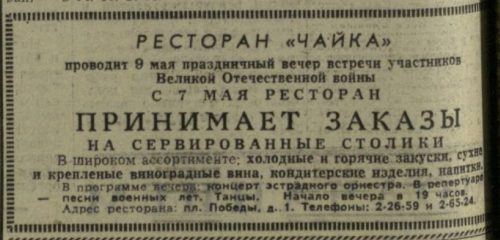 РЕСТОРАН «ЧАЙКА»
проводит 9 мая праздничный вечер встречи участников
Великой Отечественной войны
С 7 МАЯ РЕСТОРАН
ПРИНИМАЕТ ЗАКАЗЫ
НА СЕРВИРОВАННЫЕ СТОЛИКИ
В широком ассортименте: холодные и горячие закуски, сухие
и крепленые виноградные вина, кондитерские изделия, напитки.
В программе вечера: концерт эстрадного оркестра. В репертуаре
— песни военных лет. Танцы. Начало вечера в 19 часов.
Адрес ресторана: пл. Победы, д. 1. Телефоны: 2-26-59 и 2-65-24.